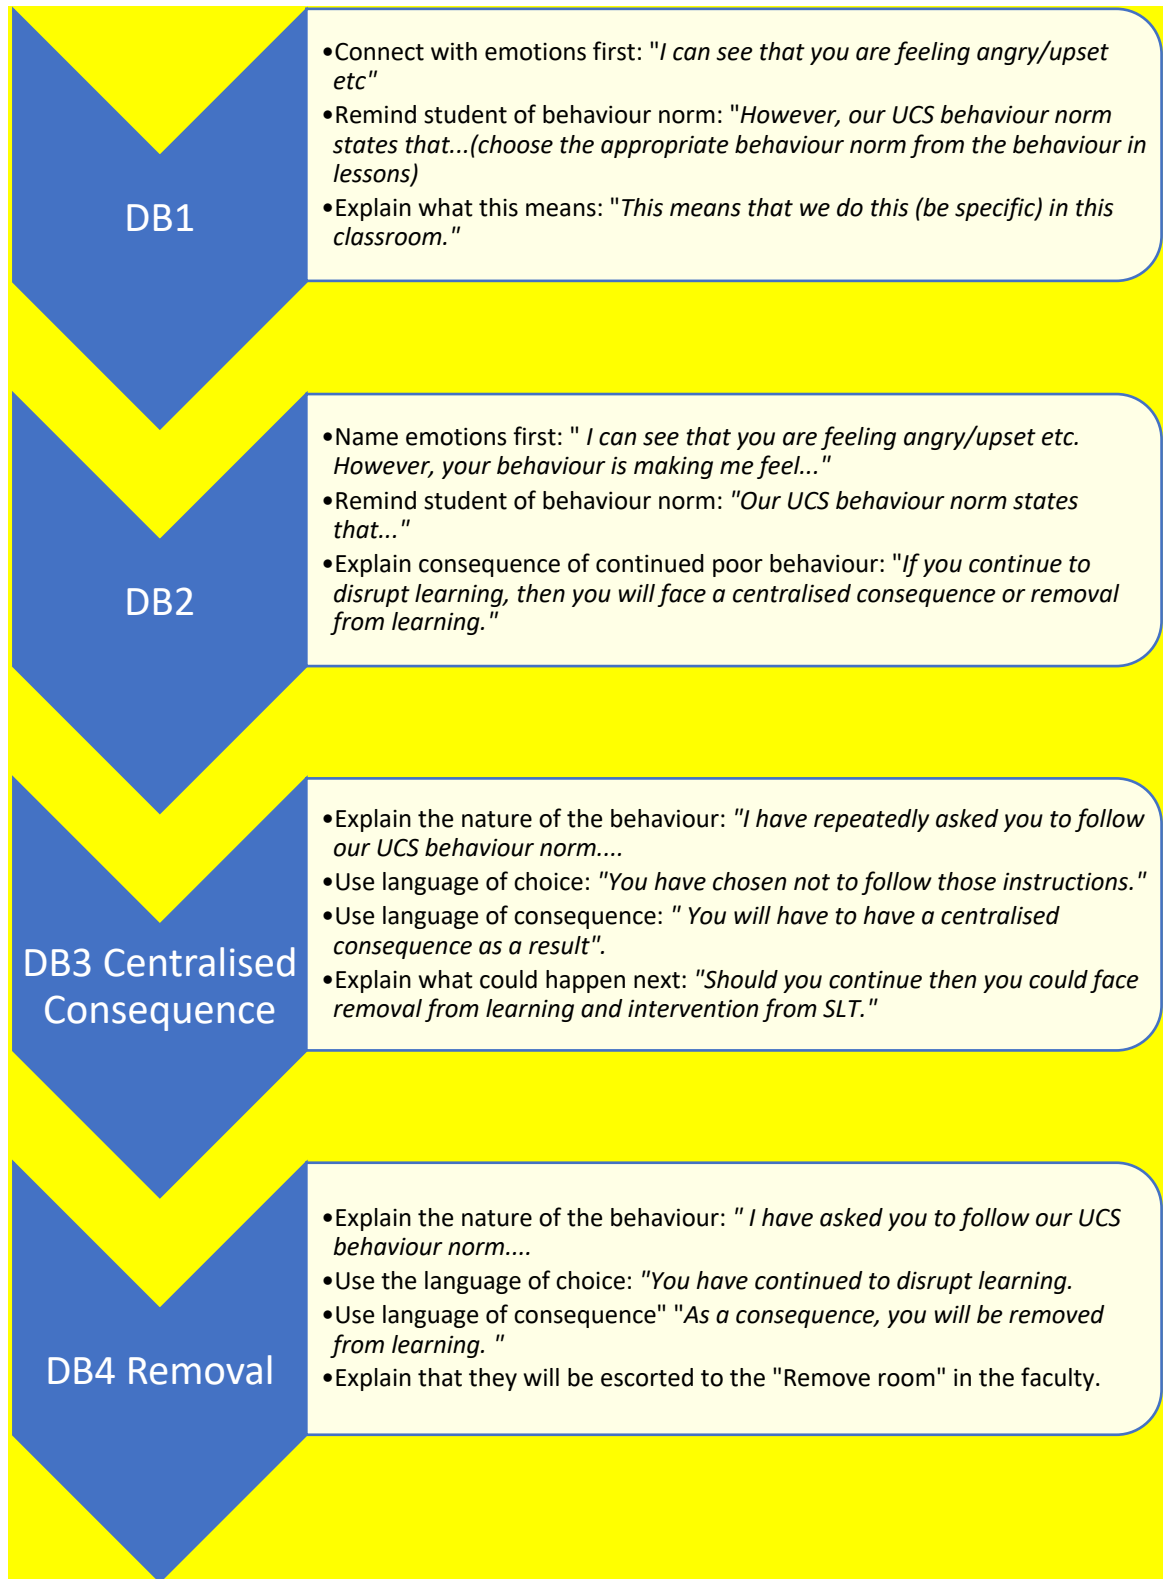 DB1
•Connect with emotions first: "I can see that you are feeling angry/upset
etc"
•Remind student of behaviour norm: "However, our UCS behaviour norm
states that...(choose the appropriate behaviour norm from the behaviour in
lessons)
•Explain what this means: "This means that we do this (be specific) in this
classroom."
DB2
•Name emotions first: " I can see that you are feeling angry/upset etc.
However, your behaviour is making me feel..."
•Remind student of behaviour norm: "Our UCS behaviour norm states
that..."
•Explain consequence of continued poor behaviour: "If you continue to
disrupt learning, then you will face a centralised consequence or removal
from learning."
DB3 Centralised
Consequence
•Explain the nature of the behaviour: "I have repeatedly asked you to follow
our UCS behaviour norm....
•Use language of choice: "You have chosen not to follow those instructions."
•Use language of consequence: " You will have to have a centralised
consequence as a result".
•Explain what could happen next: "Should you continue then you could face
removal from learning and intervention from SLT."
DB4 Removal
•Explain the nature of the behaviour: " I have asked you to follow our UCS
behaviour norm....
•Use the language of choice: "You have continued to disrupt learning.
•Use language of consequence" "As a consequence, you will be removed
from learning. "
•Explain that they will be escorted to the "Remove room" in the faculty.